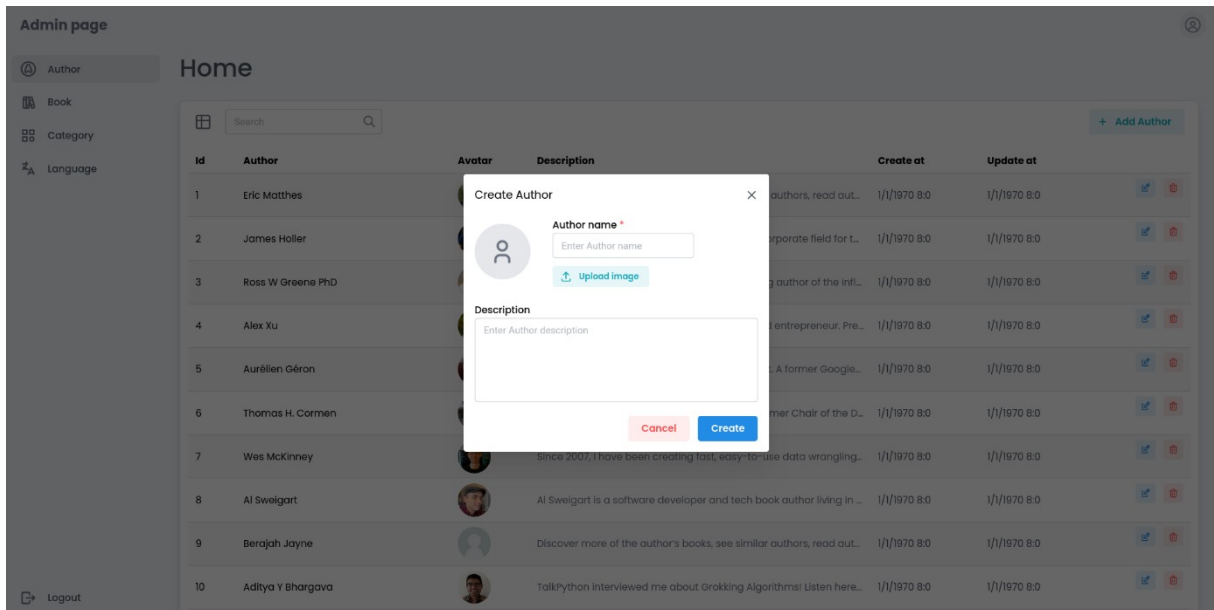 Admin page
Author
Home
Book
Search
+ Add Author
Category
Language
Id Author Avatar Description Create at Update at
1 Eric Matthes authors, read aut... 1/1/1970 8:0 1/1/1970 8:0
2 James Holler rporate field for t... 1/1/1970 8:0 1/1/1970 8:0
3 Ross W Greene PhD g author of the infl... 1/1/1970 8:0 1/1/1970 8:0
4 Alex Xu d entrepreneur. Pre... 1/1/1970 8:0 1/1/1970 8:0
5 Aurélien Géron . A former Google... 1/1/1970 8:0 1/1/1970 8:0
6 Thomas H. Cormen mer Chair of the D... 1/1/1970 8:0 1/1/1970 8:0
7 Wes McKinney Since 2007, I have been creating fast, easy-to-use data wrangling... 1/1/1970 8:0 1/1/1970 8:0
8 Al Sweigart Al Sweigart is a software developer and tech book author living in ... 1/1/1970 8:0 1/1/1970 8:0
9 Berajah Jayne Discover more of the author's books, see similar authors, read aut... 1/1/1970 8:0 1/1/1970 8:0
10 Aditya Y Bhargava TalkPython interviewed me about Grokking Algorithms! Listen here... 1/1/1970 8:0 1/1/1970 8:0
Logout
Create Author
Author name *
Enter Author name
Upload image
Description
Enter Author description
Cancel Create